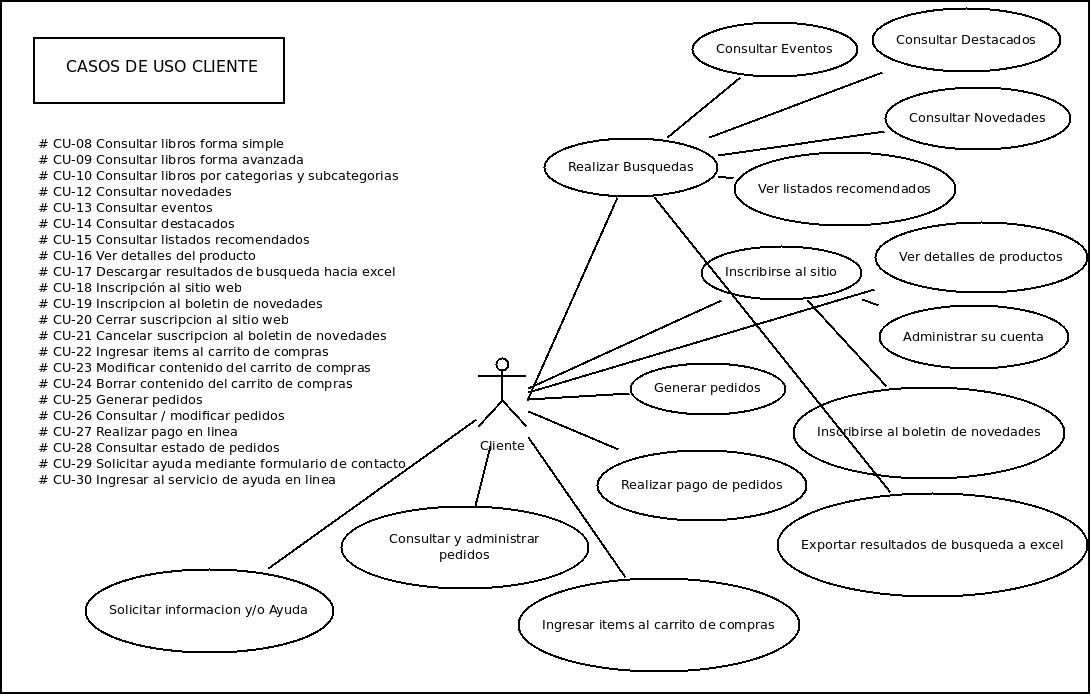 CASOS DE USO CLIENTE
# CU-08 Consultar libros forma simple
# CU-09 Consultar libros forma avanzada
# CU-10 Consultar libros por categorias y subcategorias
# CU-12 Consultar novedades
# CU-13 Consultar eventos
# CU-14 Consultar destacados
# CU-15 Consultar listados recomendados
# CU-16 Ver detalles del producto
# CU-17 Descargar resultados de busqueda hacia excel
# CU-18 Inscripción al sitio web
# CU-19 Inscripcion al boletin de novedades
# CU-20 Cerrar suscripcion al sitio web
# CU-21 Cancelar suscripcion al boletin de novedades
# CU-22 Ingresar items al carrito de compras
# CU-23 Modificar contenido del carrito de compras
# CU-24 Borrar contenido del carrito de compras
# CU-25 Generar pedidos
# CU-26 Consultar / modificar pedidos
# CU-27 Realizar pago en linea
# CU-28 Consultar estado de pedidos
# CU-29 Solicitar ayuda mediante formulario de contacto
# CU-30 Ingresar al servicio de ayuda en linea
Consultar Eventos
Consultar Destacados
Consultar Novedades
Realizar Busquedas
Ver listados recomendados
Ver detalles de productos
Inscribirse al sitio
Administrar su cuenta
Generar pedidos
Inscribirse al boletin de novedades
Cliente
Realizar pago de pedidos
Consultar y administrar
pedidos
Exportar resultados de busqueda a excel
Solicitar informacion y/o Ayuda
Ingresar items al carrito de compras